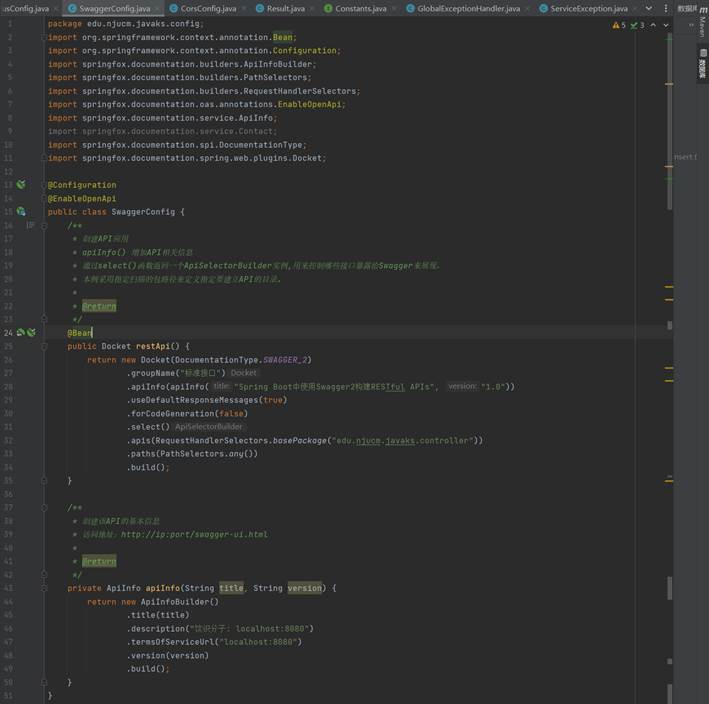 usConfig.java SwaggerConfig.java CorsConfig.java Result.java Constants.java GlobalExceptionHandler.java ServiceException.java 数据库
5 3
Maven
数据库
nsert (
1 package edu.njucm.javaks.config;
2 import org.springframework.context.annotation.Bean;
3 import org.springframework.context.annotation.Configuration;
4 import springfox.documentation.builders.ApiInfoBuilder;
5 import springfox.documentation.builders.PathSelectors;
6 import springfox.documentation.builders.RequestHandlerSelectors;
7 import springfox.documentation.oas.annotations.EnableOpenApi;
8 import springfox.documentation.service.ApiInfo;
9 import springfox.documentation.service.Contact;
10 import springfox.documentation.spi.DocumentationType;
11 import springfox.documentation.spring.web.plugins.Docket;
12
13 @Configuration
14 @EnableOpenApi
15 public class SwaggerConfig {
16 /**
17 * 创建API应用
18 * apiInfo() 增加API相关信息
19 * 通过select()函数返回一个ApiSelectorBuilder实例,用来控制哪些接口暴露给Swagger来展现,
20 * 本例采用指定扫描的包路径来定义指定要建立API的目录.
21 *
22 * @return
23 */
24 @Bean
25 public Docket restApi() {
26 return new Docket(DocumentationType.SWAGGER_2)
27 .groupName("标准接口") Docket
28 .apiInfo(apiInfo( title: "Spring Boot中使用Swagger2构建RESTful APIs", version: "1.0"))
29 .useDefaultResponseMessages(true)
30 .forCodeGeneration(false)
31 .select() ApiSelectorBuilder
32 .apis(RequestHandlerSelectors.basePackage("edu.njucm.javaks.controller"))
33 .paths(PathSelectors.any())
34 .build();
35 }
36
37 /**
38 * 创建该API的基本信息
39 * 访问地址：http://ip:port/swagger-ui.html
40 *
41 * @return
42 */
43 private ApiInfo apiInfo(String title, String version) {
44 return new ApiInfoBuilder()
45 .title(title)
46 .description("饮识分子: localhost:8080")
47 .termsOfServiceUrl("localhost:8080")
48 .version(version)
49 .build();
50 }
51 }